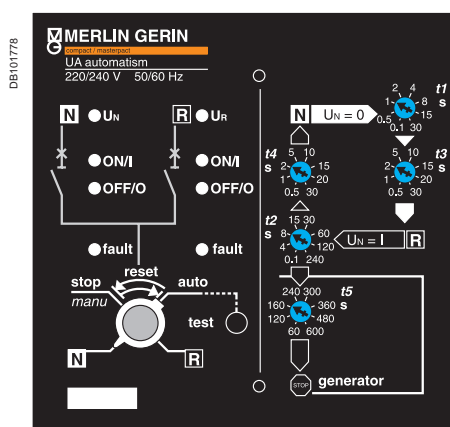 DB101778
MERLIN GERIN
compact / masterpact
UA automatism
220/240 V 50/60 Hz
N UN R UR
ON/I ON/I
OFF/O OFF/O
fault fault
stop reset auto
manu
test
N R
N UN = 0
t1 s
0.1 0.5 1 2 4 8 15 30
t4 s
0.5 1 2 5 10 15 20 30
t3 s
0.5 1 2 5 10 15 20 30
t2 s
0.1 4 8 15 30 60 120 240
UN = I R
t5 s
60 120 160 240 300 360 480 600
STOP generator